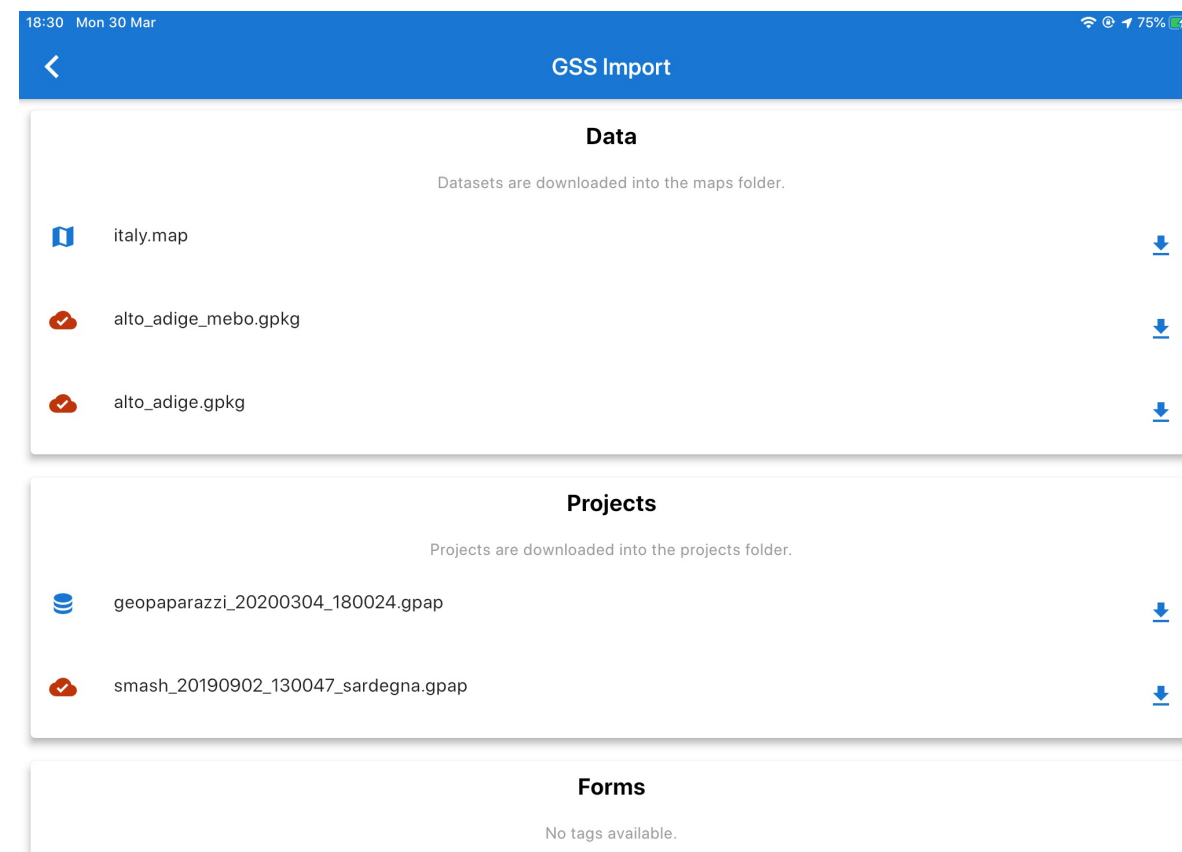 18:30 Mon 30 Mar 75%
GSS Import
Data
Datasets are downloaded into the maps folder.
italy.map
alto_adige_mebo.gpkg
alto_adige.gpkg
Projects
Projects are downloaded into the projects folder.
geopaparazzi_20200304_180024.gpap
smash_20190902_130047_sardegna.gpap
Forms
No tags available.